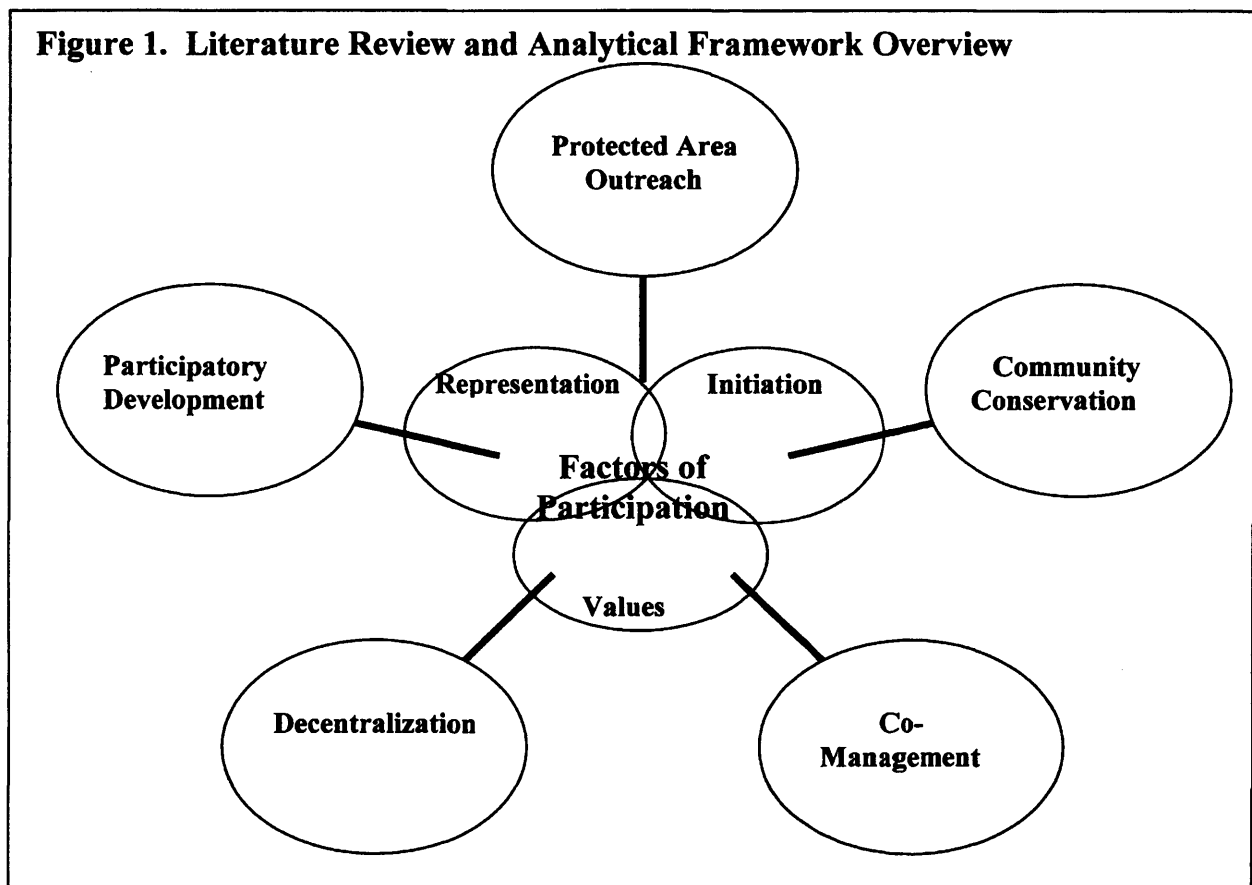 Figure 1. Literature Review and Analytical Framework Overview
Protected Area
Outreach
Participatory
Development
Representation
Initiation
Community
Conservation
Factors of
Participation
Values
Decentralization
Co-
Management